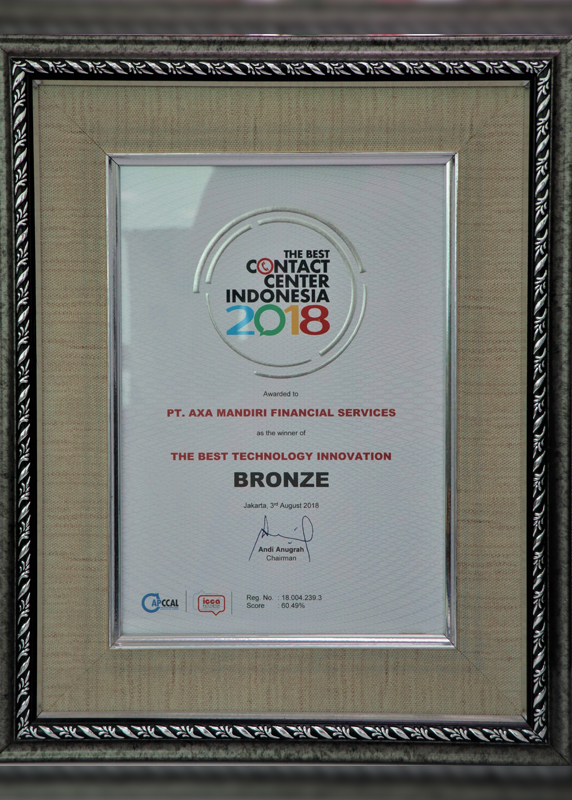 THE BEST
CONTACT
CENTER
INDONESIA
2018
Awarded to
PT. AXA MANDIRI FINANCIAL SERVICES
as the winner of
THE BEST TECHNOLOGY INNOVATION
BRONZE
Jakarta, 3rd August 2018
Andi Anugrah
Chairman
APCCAL
icca
Reg. No. : 18.004.239.3
Score : 60.49%